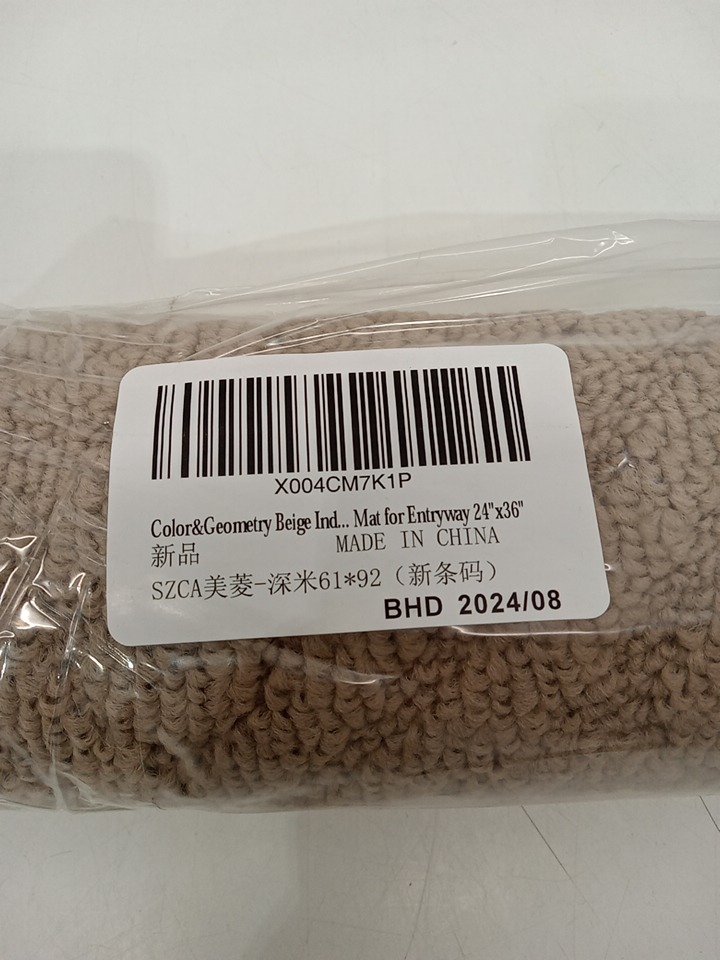 X004CM7K1P
Color&Geometry Beige Ind... Mat for Entryway 24"x36"
新品 MADE IN CHINA
SZCA美菱-深米61*92（新条码）
BHD 2024/08